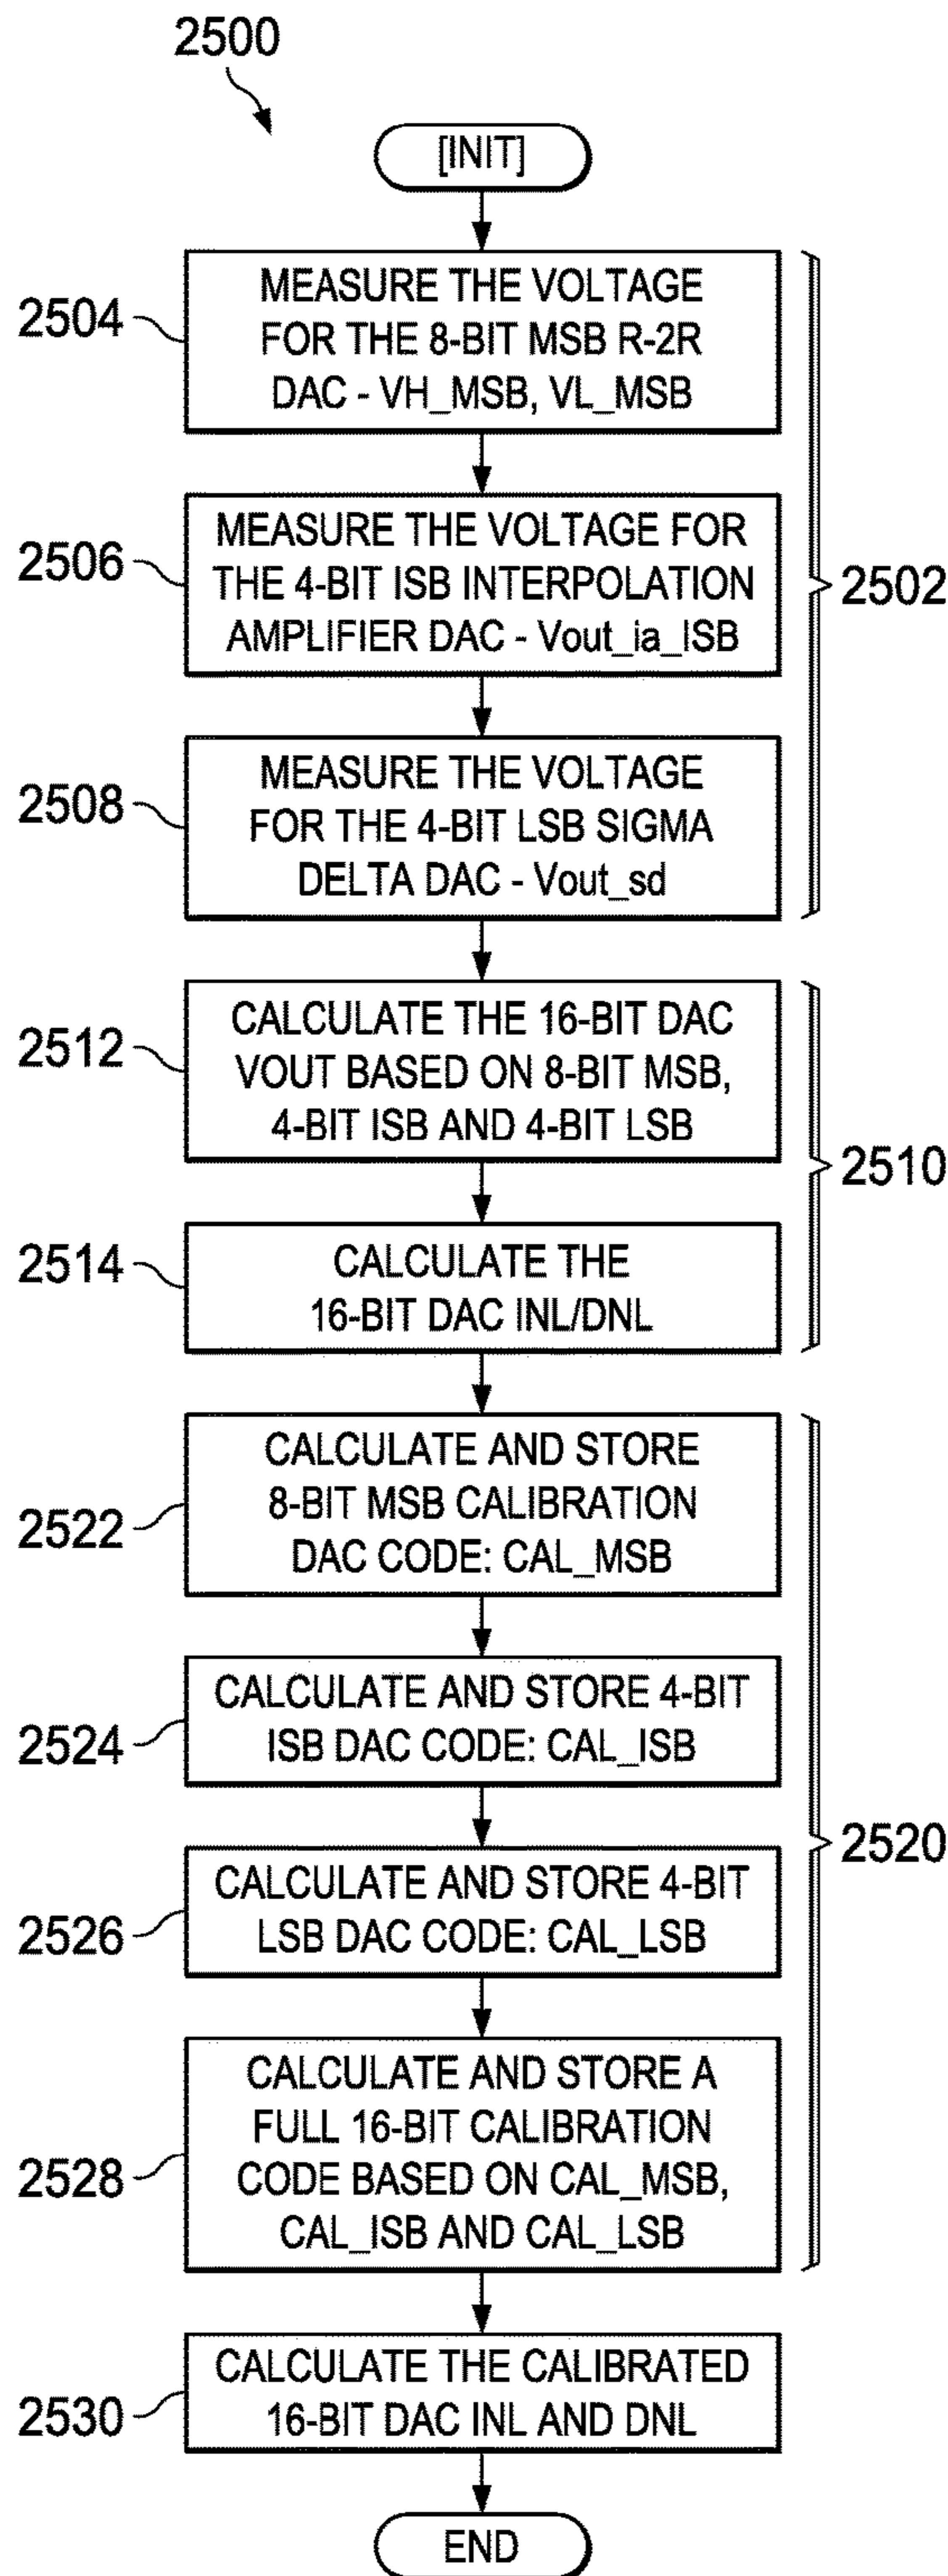 2500
[INIT]
2504
MEASURE THE VOLTAGE
FOR THE 8-BIT MSB R-2R
DAC - VH_MSB, VL_MSB
2506
MEASURE THE VOLTAGE FOR
THE 4-BIT ISB INTERPOLATION
AMPLIFIER DAC - Vout_ia_ISB
2502
2508
MEASURE THE VOLTAGE
FOR THE 4-BIT LSB SIGMA
DELTA DAC - Vout_sd
2512
CALCULATE THE 16-BIT DAC
VOUT BASED ON 8-BIT MSB,
4-BIT ISB AND 4-BIT LSB
2510
2514
CALCULATE THE
16-BIT DAC INL/DNL
2522
CALCULATE AND STORE
8-BIT MSB CALIBRATION
DAC CODE: CAL_MSB
2524
CALCULATE AND STORE 4-BIT
ISB DAC CODE: CAL_ISB
2520
2526
CALCULATE AND STORE 4-BIT
LSB DAC CODE: CAL_LSB
2528
CALCULATE AND STORE A
FULL 16-BIT CALIBRATION
CODE BASED ON CAL_MSB,
CAL_ISB AND CAL_LSB
2530
CALCULATE THE CALIBRATED
16-BIT DAC INL AND DNL
END